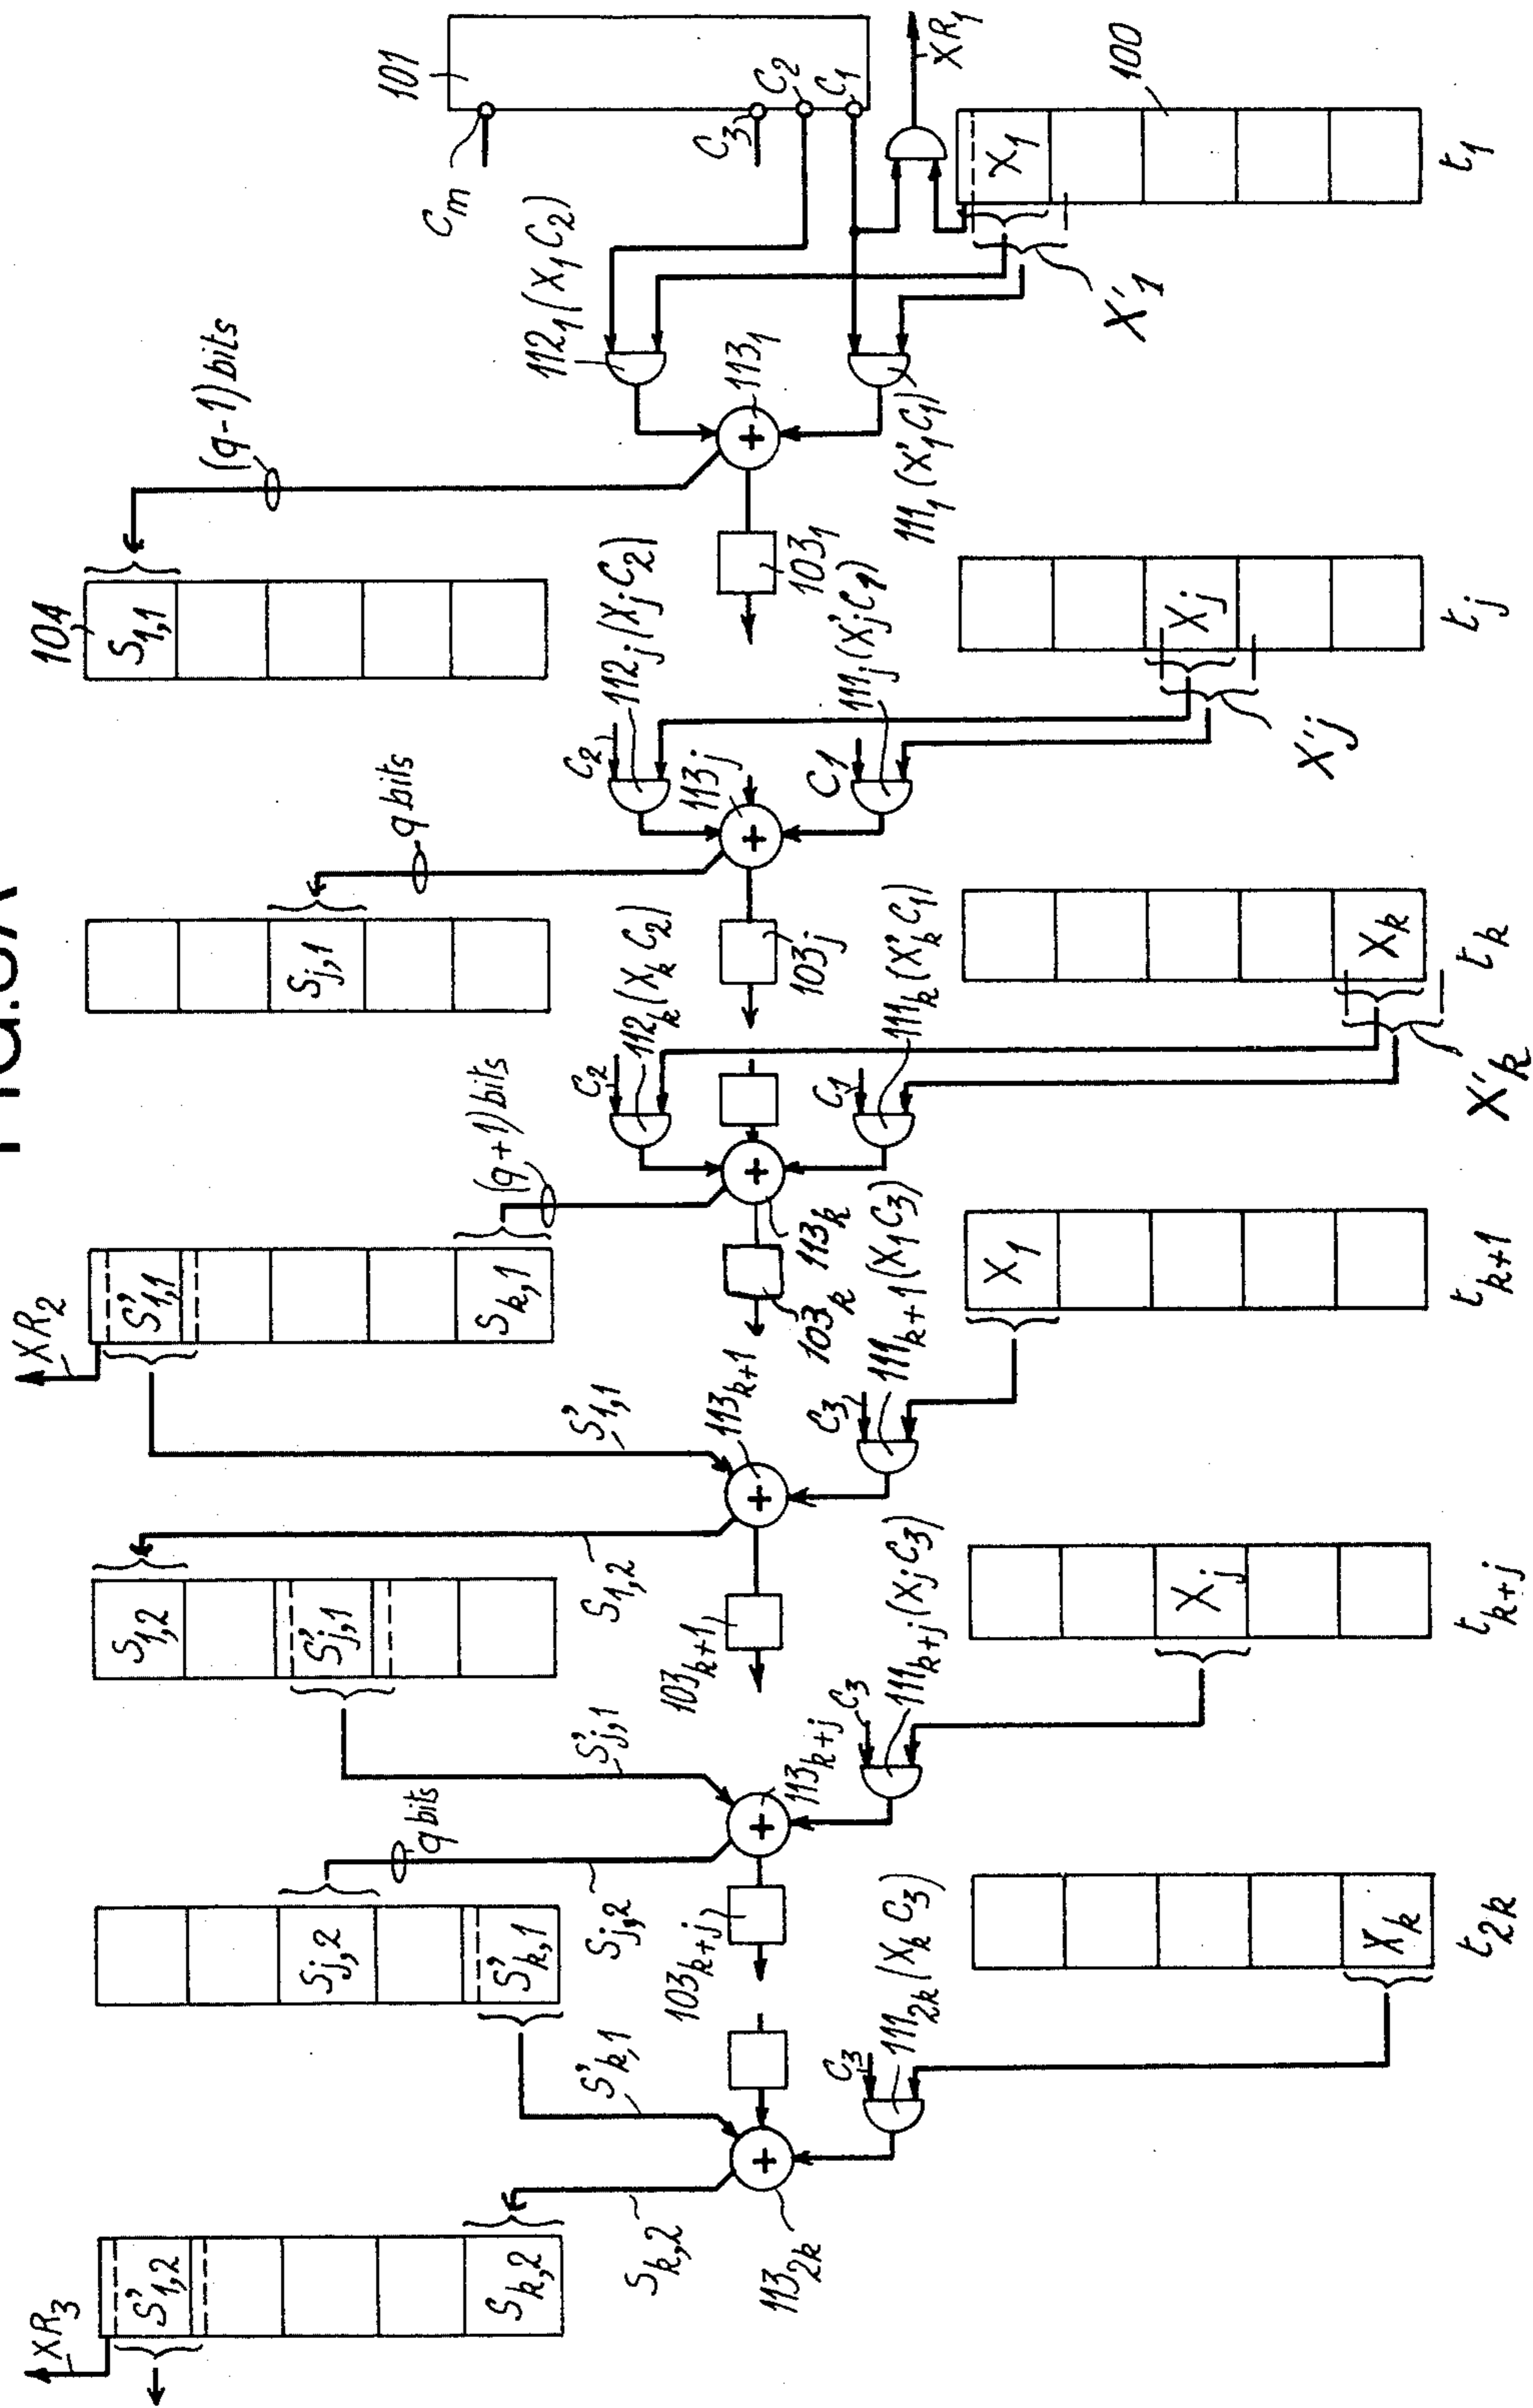 101
C₂
C₁
C₃
Cₘ
XR₁
100
X₁
t₁
X'₁
112₁(X₁C₂)
113₁
111₁(X'₁C₁)
(q-1)bits
104
S₁,₁
103₁
112ⱼ(XⱼC₂)
C₂
113ⱼ
C1
111ⱼ(X'ⱼC₁)
Xⱼ
tⱼ
X'ⱼ
q bits
Sⱼ,₁
103ⱼ
112ₖ(XₖC₂)
C₂
C₁
111ₖ(X'ₖC₁)
Xₖ
tₖ
X'ₖ
(q+1)bits
113ₖ
103ₖ
XR₂
S'₁,₁
Sₖ,₁
S'₁,₁
113ₖ₊₁
C₃
111ₖ₊₁(X₁C₃)
X₁
tₖ₊₁
S₁,₂
S₁,₂
S'ⱼ,₁
103ₖ₊₁
S'ⱼ,₁
113ₖ₊ⱼ
C₃
111ₖ₊ⱼ(XⱼC₃)
Xⱼ
tₖ₊ⱼ
q bits
Sⱼ,₂
Sⱼ,₂
S'ₖ,₁
103ₖ₊ⱼ
S'ₖ,₁
C₃
111₂ₖ(XₖC₃)
Xₖ
t₂ₖ
113₂ₖ
Sₖ,₂
XR₃
S'₁,₂
Sₖ,₂